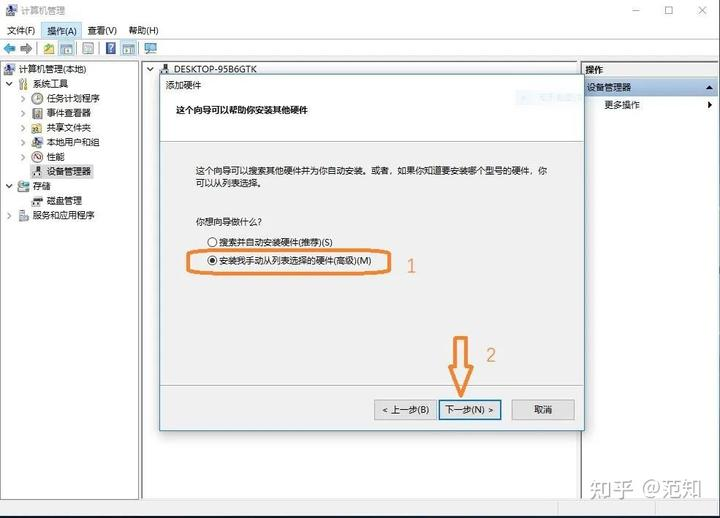 计算机管理
文件(F) 操作(A) 查看(V) 帮助(H)
计算机管理(本地)
系统工具
任务计划程序
事件查看器
共享文件夹
本地用户和组
性能
设备管理器
存储
磁盘管理
服务和应用程序
DESKTOP-95B6GTK
添加硬件
这个向导可以帮助你安装其他硬件
这个向导可以搜索其他硬件并为你自动安装。或者，如果你知道要安装哪个型号的硬件，你
可以从列表选择。
你想向导做什么?
搜索并自动安装硬件(推荐)(S)
安装我手动从列表选择的硬件(高级)(M)
1
2
< 上一步(B) 下一步(N) > 取消
操作
设备管理器
更多操作
知乎 @范知